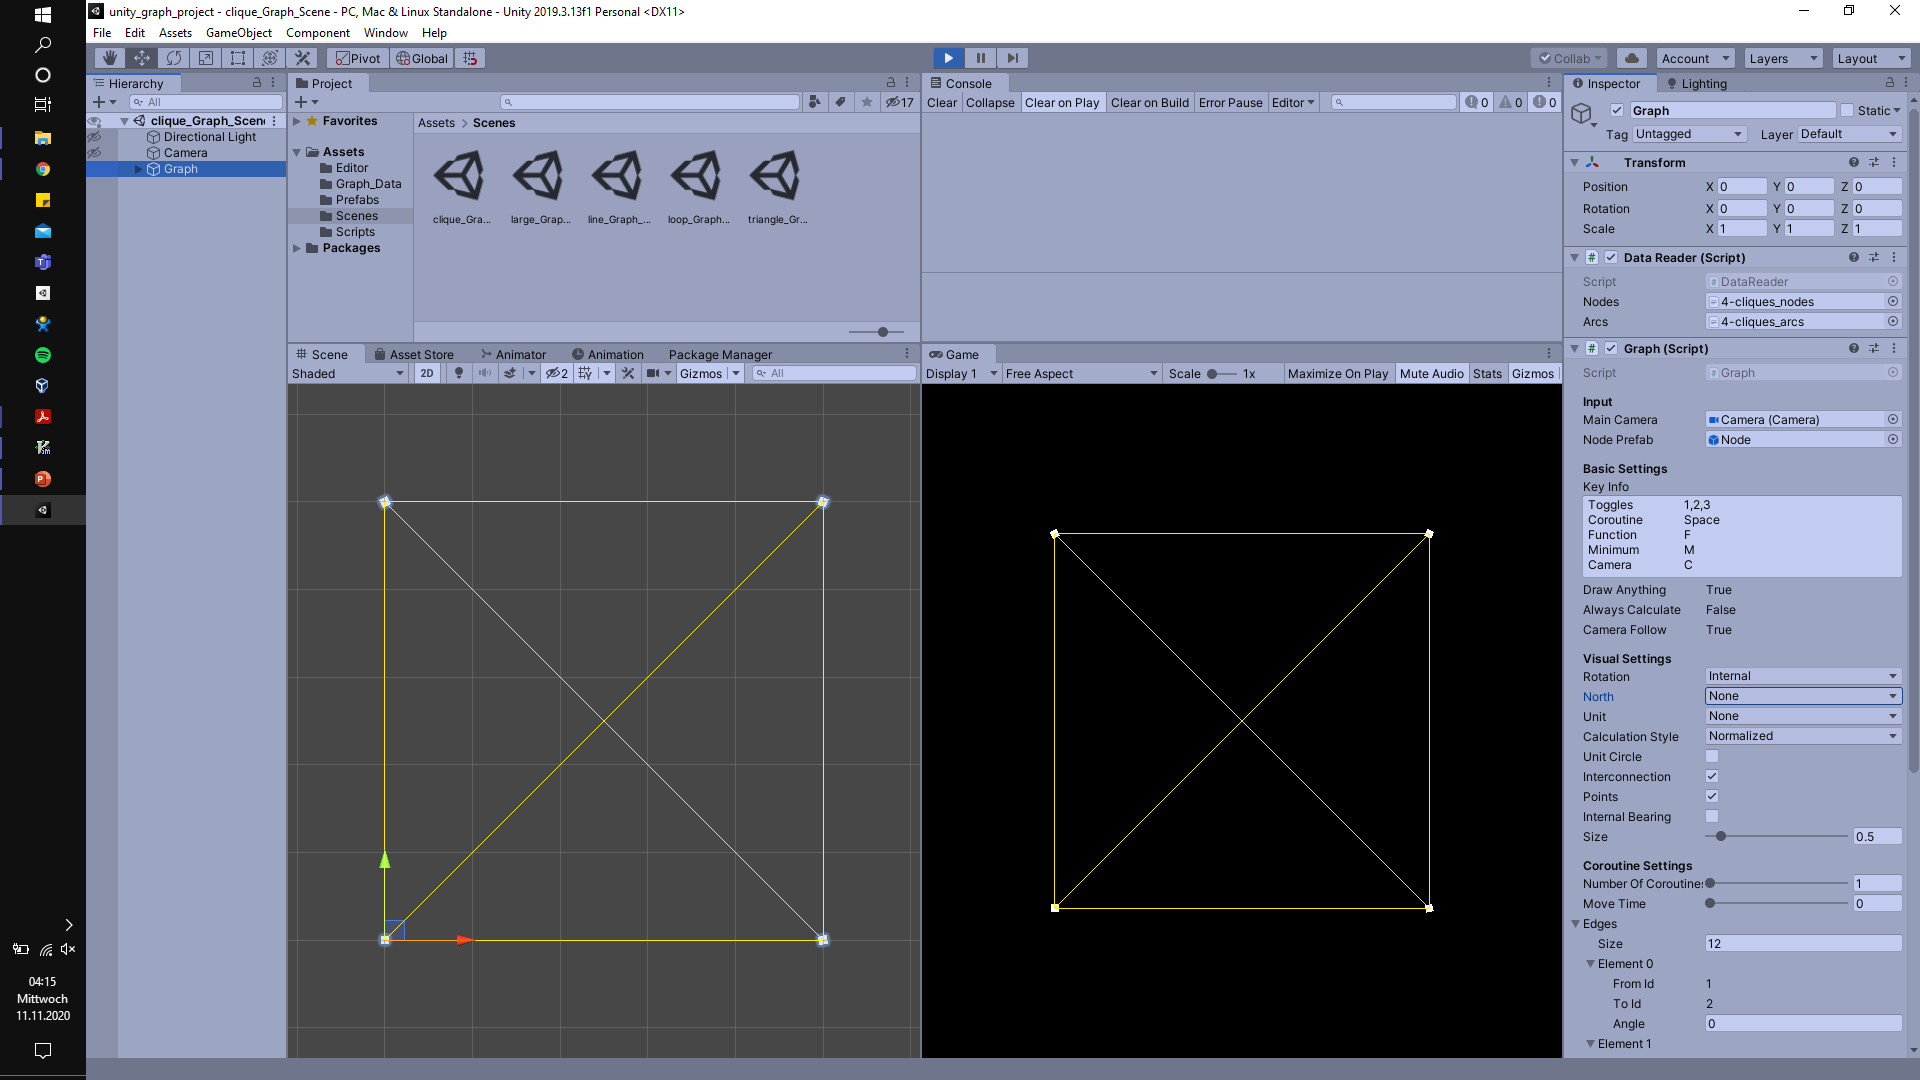 unity_graph_project - clique_Graph_Scene - PC, Mac & Linux Standalone - Unity 2019.3.13f1 Personal <DX11>
File Edit Assets GameObject Component Window Help
Pivot Global Collab Account Layers Layout
Hierarchy
All
clique_Graph_Scene
Directional Light
Camera
Graph
Project
17
Favorites
Assets
Editor
Graph_Data
Prefabs
Scenes
Scripts
Packages
Assets > Scenes
clique_Gra... large_Grap... line_Graph_... loop_Graph... triangle_Gr...
Console
Clear Collapse Clear on Play Clear on Build Error Pause Editor 0 0 0
Scene Asset Store Animator Animation Package Manager
Shaded 2D 2 Gizmos All
Game
Display 1 Free Aspect Scale 1x Maximize On Play Mute Audio Stats Gizmos
Inspector Lighting
Graph Static
Tag Untagged Layer Default
Transform
Position X 0 Y 0 Z 0
Rotation X 0 Y 0 Z 0
Scale X 1 Y 1 Z 1
# Data Reader (Script)
Script DataReader
Nodes 4-cliques_nodes
Arcs 4-cliques_arcs
# Graph (Script)
Script Graph
Input
Main Camera Camera (Camera)
Node Prefab Node
Basic Settings
Key Info
Toggles 1,2,3
Coroutine Space
Function F
Minimum M
Camera C
Draw Anything True
Always Calculate False
Camera Follow True
Visual Settings
Rotation Internal
North None
Unit None
Calculation Style Normalized
Unit Circle
Interconnection
Points
Internal Bearing
Size 0.5
Coroutine Settings
Number Of Coroutines 1
Move Time 0
Edges
Size 12
Element 0
From Id 1
To Id 2
Angle 0
Element 1
04:15
Mittwoch
11.11.2020